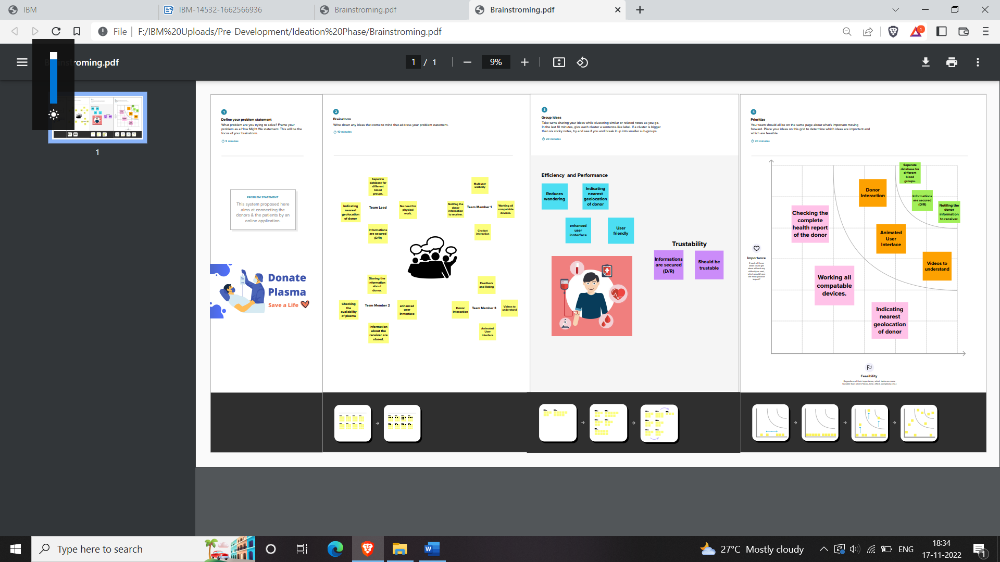 IBM
IBM-14532-1662566936
Brainstroming.pdf
Brainstroming.pdf
File
F:/IBM%20Uploads/Pre-Development/Ideation%20Phase/Brainstroming.pdf
1
roming.pdf
1 / 1
9%
1
1
Define your problem statement
What problem are you trying to solve? Frame your
problem as a How Might We statement. This will be the
focus of your brainstorm.
5 minutes
PROBLEM STATEMENT
This system proposed here
aims at connecting the
donors & the patients by an
online application.
Donate
Plasma
Save a Life
2
Brainstorm
Write down any ideas that come to mind that address your problem statement.
10 minutes
Seperate
database for
different
blood
groups.
Indicating
nearest
geolocation
of donor
Team Lead
No need for
physical
work.
Informations
are secured
(D/R)
Multiuser
usability
Notifing the
donor
information
to receiver.
Team Member 1
Working all
compatable
devices.
Chatbot
interaction
Storing the
information
about
donor.
Checking
the
availability
of plasma
Team Member 2
enhanced
user
innterface
information
about the
receiver are
stored.
Feedback
and Rating
Donor
Interaction
Team Member 3
Videos to
understand
Animated
User
Interface
3
Group ideas
Take turns sharing your ideas while clustering similar or related notes as you go.
In the last 10 minutes, give each cluster a sentence-like label. If a cluster is bigger
than six sticky notes, try and see if you and break it up into smaller sub-groups.
20 minutes
Efficiency and Performance
Reduces
wandering
Indicating
nearest
geolocation
of donor
enhanced
user
innterface
User
friendly
Trustability
Informations
are secured
(D/R)
Should be
trustable
4
Prioritize
Your team should all be on the same page about what's important moving
forward. Place your ideas on this grid to determine which ideas are important and
which are feasible.
20 minutes
Seperate
database for
different
blood
groups.
Donor
Interaction
Informations
are secured
(D/R)
Notifing the
donor
information
to receiver.
Checking the
complete
health report
of the donor
Animated
User
Interface
Videos to
understand
Working all
compatable
devices.
Indicating
nearest
geolocation
of donor
Importance
If each of these
tasks could get
done without any
difficulty or cost,
which would have
the most positive
impact?
Feasibility
Regardless of their importance, which tasks are more
feasible than others? (Cost, time, effort, complexity, etc.)
Type here to search
27°C Mostly cloudy
ENG
18:34
17-11-2022
1